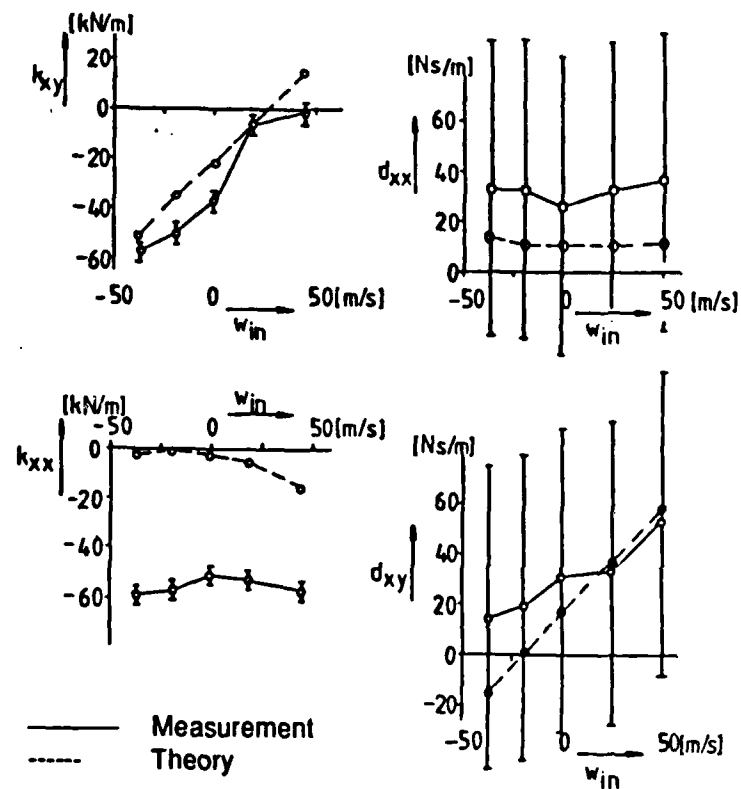 [kN/m]
k_xy
20
0
-20
-40
-60
-50 0 50[m/s]
w_in
[Ns/m]
d_xx
60
40
20
0
-50 0 50[m/s]
w_in
[kN/m]
w_in
-50 0 50[m/s]
k_xx
0
-20
-40
-60
[Ns/m]
d_xy
60
40
20
0
-20
-50 0 50[m/s]
w_in
Measurement
Theory